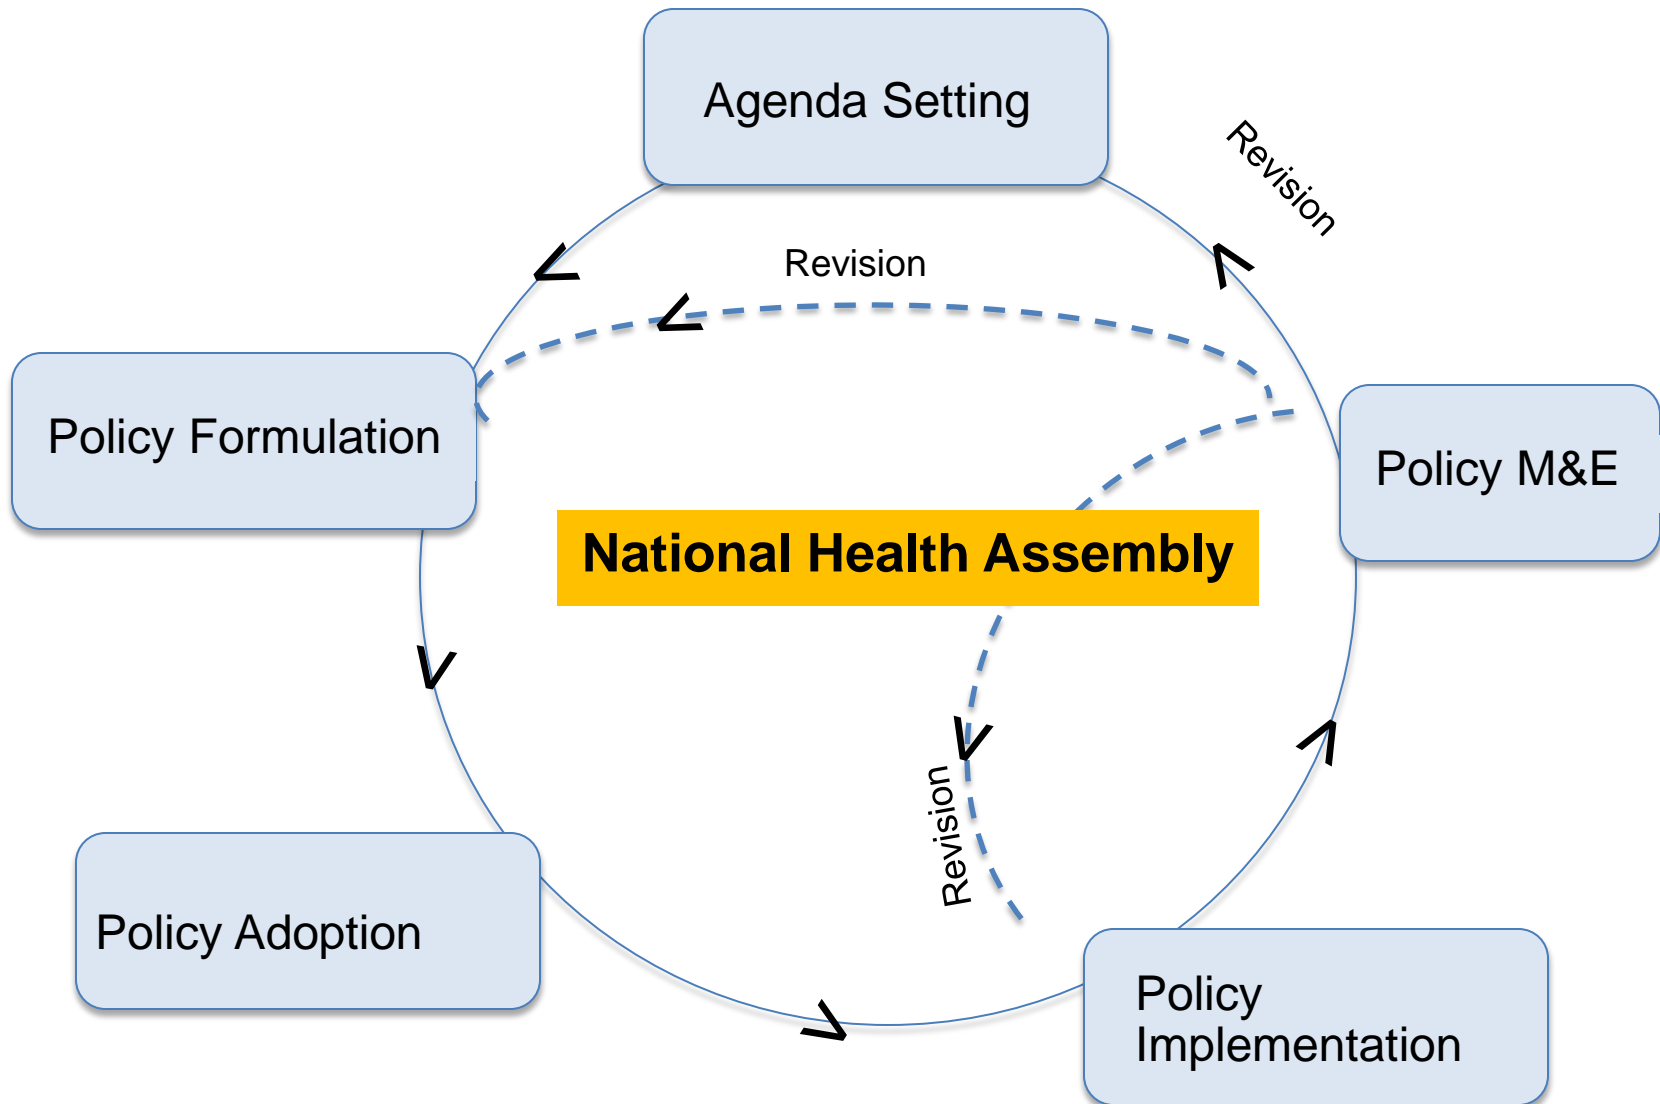 Agenda Setting
Revision
Revision
Policy Formulation
Policy M&E
National Health Assembly
Revision
Policy Adoption
Policy
Implementation